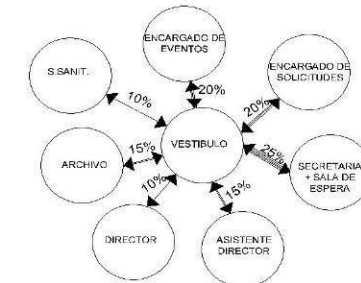 ENCARGADO DE
EVENTOS
S.SANIT.
ENCARGADO DE
SOLICITUDES
10%
20%
20%
VESTIBULO
ARCHIVO
15%
25%
SECRETARIA
+ SALA DE
ESPERA
10%
15%
DIRECTOR
ASISTENTE
DIRECTOR